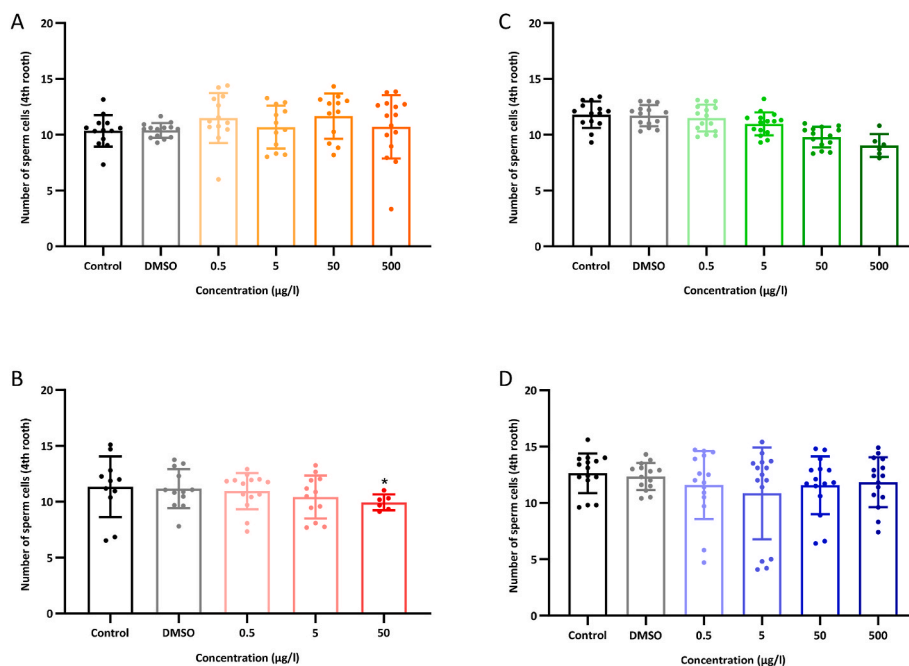 A
Number of sperm cells (4th rooth)
20
15
10
5
0
Control DMSO 0.5 5 50 500
Concentration (µg/l)
C
Number of sperm cells (4th rooth)
20
15
10
5
0
Control DMSO 0.5 5 50 500
Concentration (µg/l)
B
Number of sperm cells (4th rooth)
20
15
10
5
0
*
Control DMSO 0.5 5 50
Concentration (µg/l)
D
Number of sperm cells (4th rooth)
20
15
10
5
0
Control DMSO 0.5 5 50 500
Concentration (µg/l)